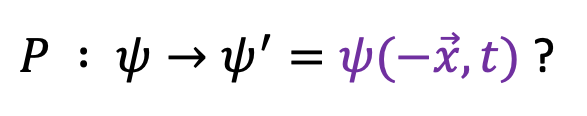 P : ψ → ψ′ = ψ(−x⃗, t) ?